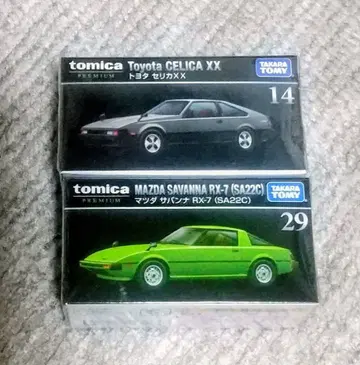 tomica Toyota CELICA XX
PREMIUM トヨタ セリカXX
TAKARA TOMY
14
tomica MAZDA SAVANNA RX-7 (SA22C)
PREMIUM マツダ サバンナ RX-7 (SA22C)
TAKARA TOMY
29